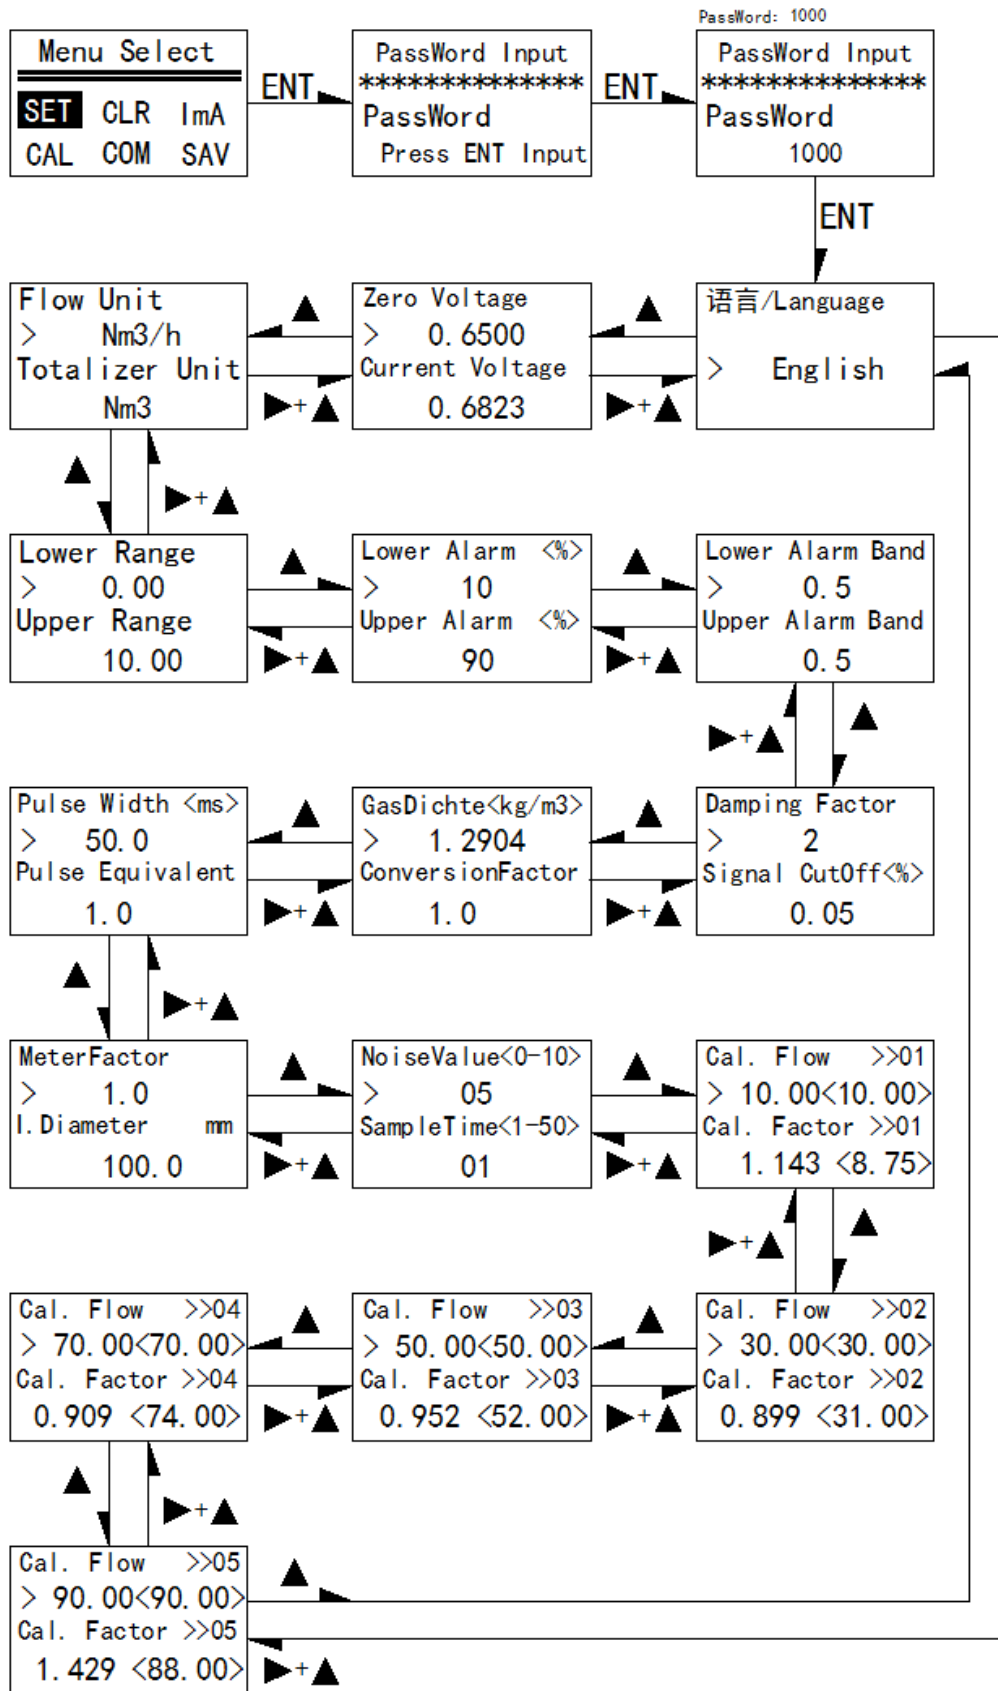 PassWord: 1000
Menu Select
SET CLR ImA
CAL COM SAV
ENT
PassWord Input
**************
PassWord
Press ENT Input
ENT
PassWord Input
**************
PassWord
1000
ENT
Flow Unit
> Nm3/h
Totalizer Unit
Nm3
Zero Voltage
> 0.6500
Current Voltage
0.6823
+
语言/Language
> English
+
+
Lower Range
> 0.00
Upper Range
10.00
Lower Alarm <%>
> 10
Upper Alarm <%>
90
+
Lower Alarm Band
> 0.5
Upper Alarm Band
0.5
+
+
Pulse Width <ms>
> 50.0
Pulse Equivalent
1.0
GasDichte<kg/m3>
> 1.2904
ConversionFactor
1.0
+
Damping Factor
> 2
Signal CutOff<%>
0.05
+
+
MeterFactor
> 1.0
I.Diameter mm
100.0
NoiseValue<0-10>
> 05
SampleTime<1-50>
01
+
Cal. Flow >>01
> 10.00<10.00>
Cal. Factor >>01
1.143 <8.75>
+
+
Cal. Flow >>04
> 70.00<70.00>
Cal. Factor >>04
0.909 <74.00>
Cal. Flow >>03
> 50.00<50.00>
Cal. Factor >>03
0.952 <52.00>
+
Cal. Flow >>02
> 30.00<30.00>
Cal. Factor >>02
0.899 <31.00>
+
+
Cal. Flow >>05
> 90.00<90.00>
Cal. Factor >>05
1.429 <88.00>
+